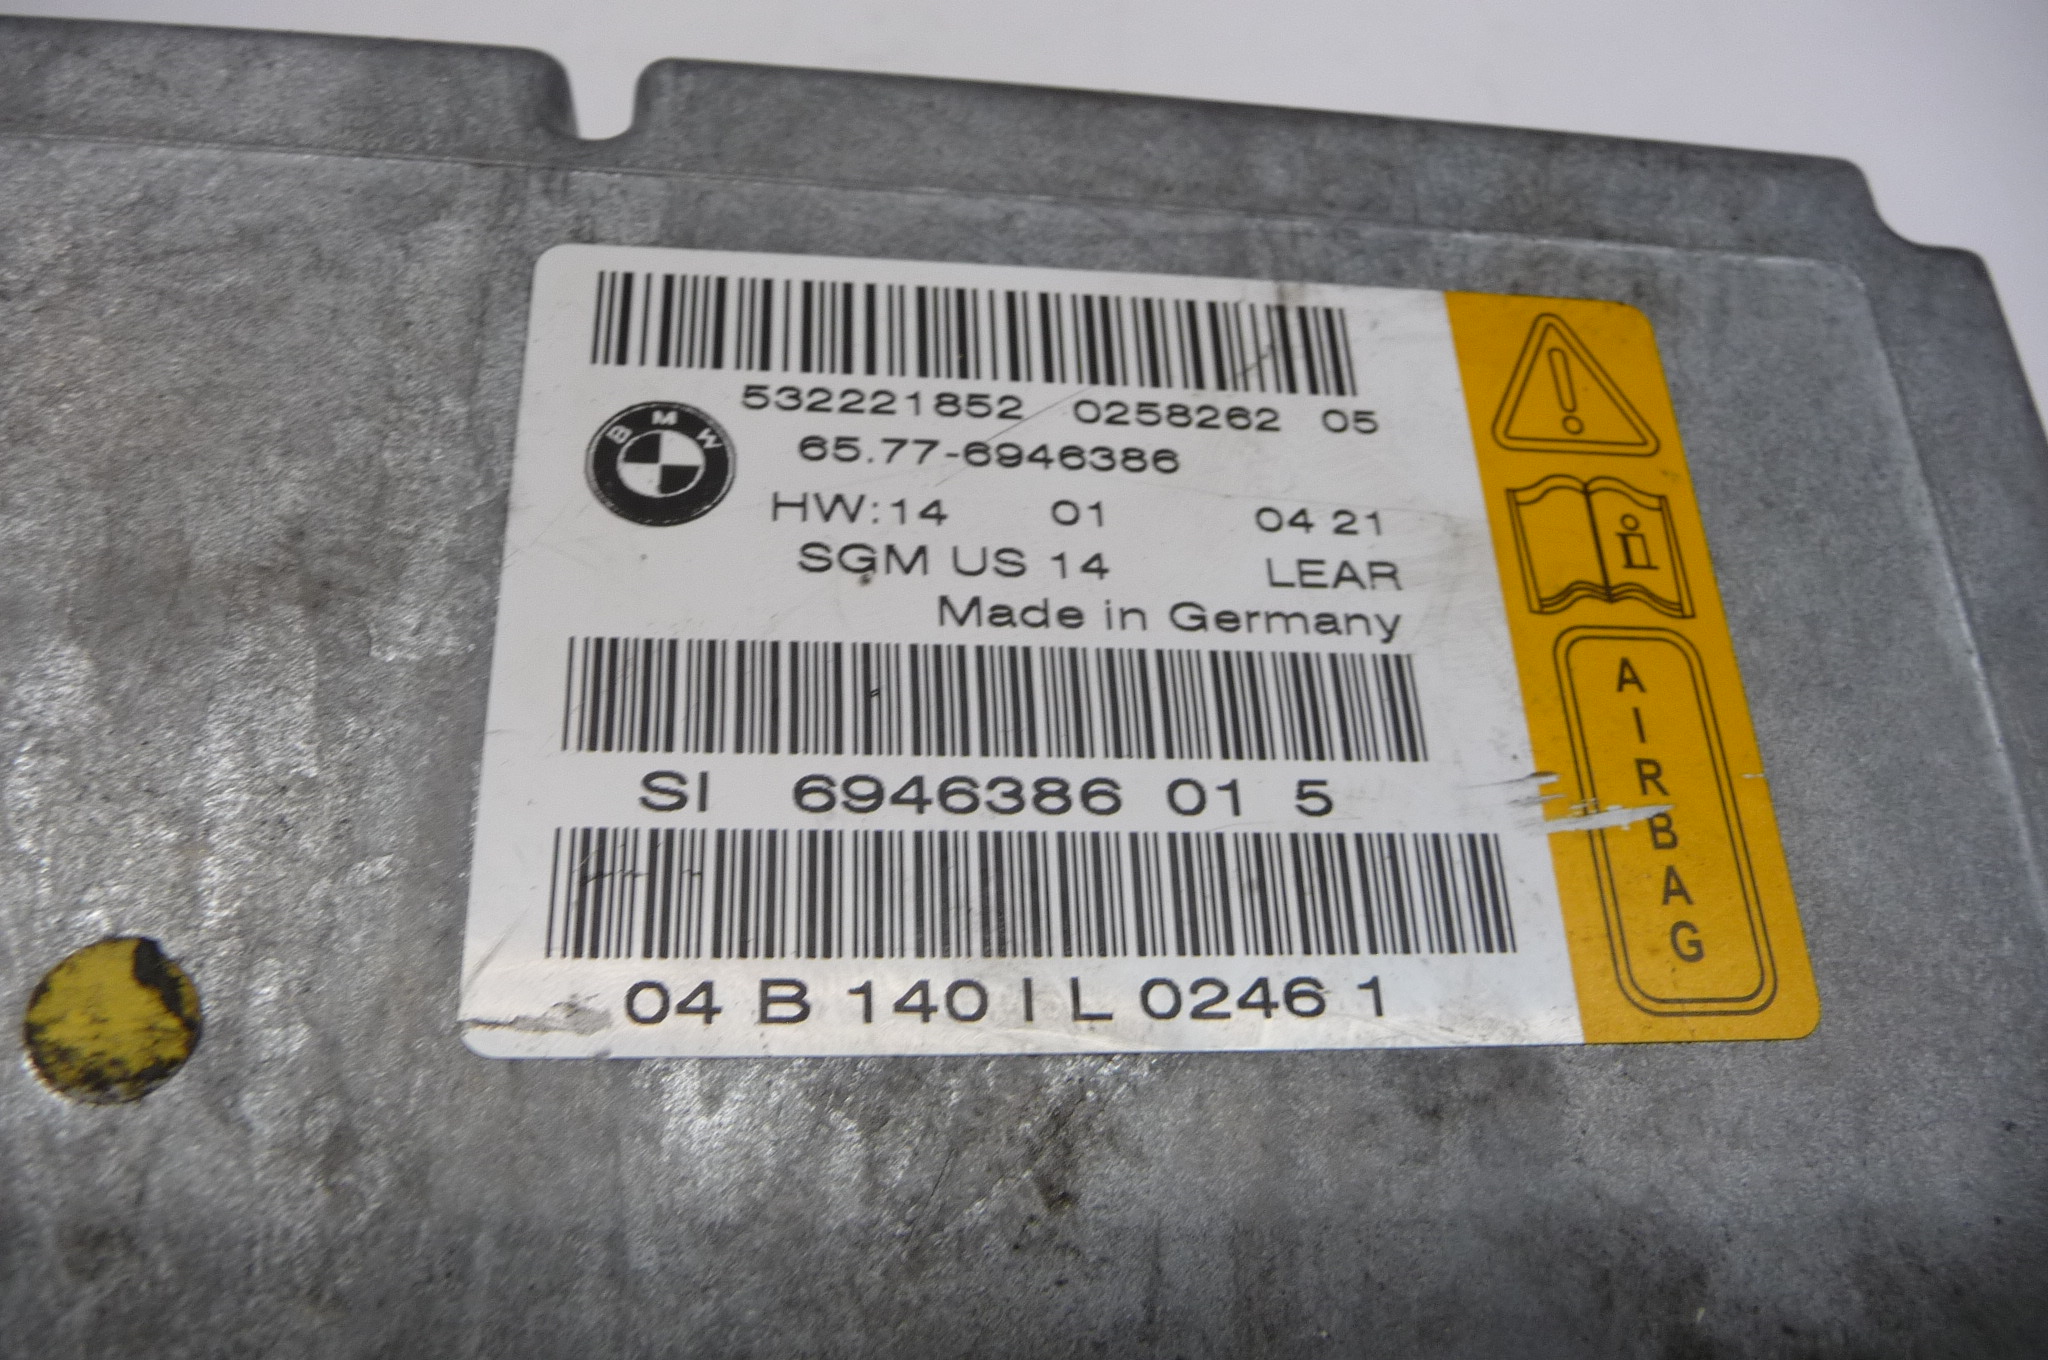 532221852 0258262 05
BMW
65.77-6946386
HW:14 01 04 21
SGM US 14 LEAR
Made in Germany
SI 6946386 01 5
04 B 140 I L 0246 1
AIRBAG